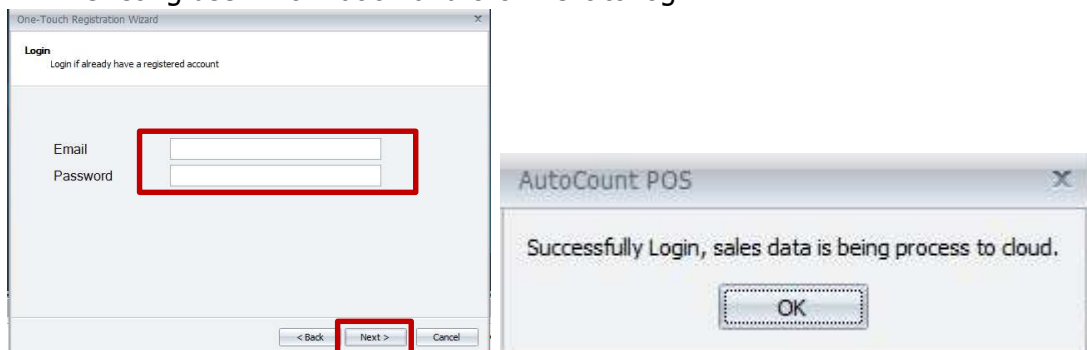 One-Touch Registration Wizard x
Login
Login if already have a registered account
Email
Password
< Back Next > Cancel
AutoCount POS x
Successfully Login, sales data is being process to cloud.
OK